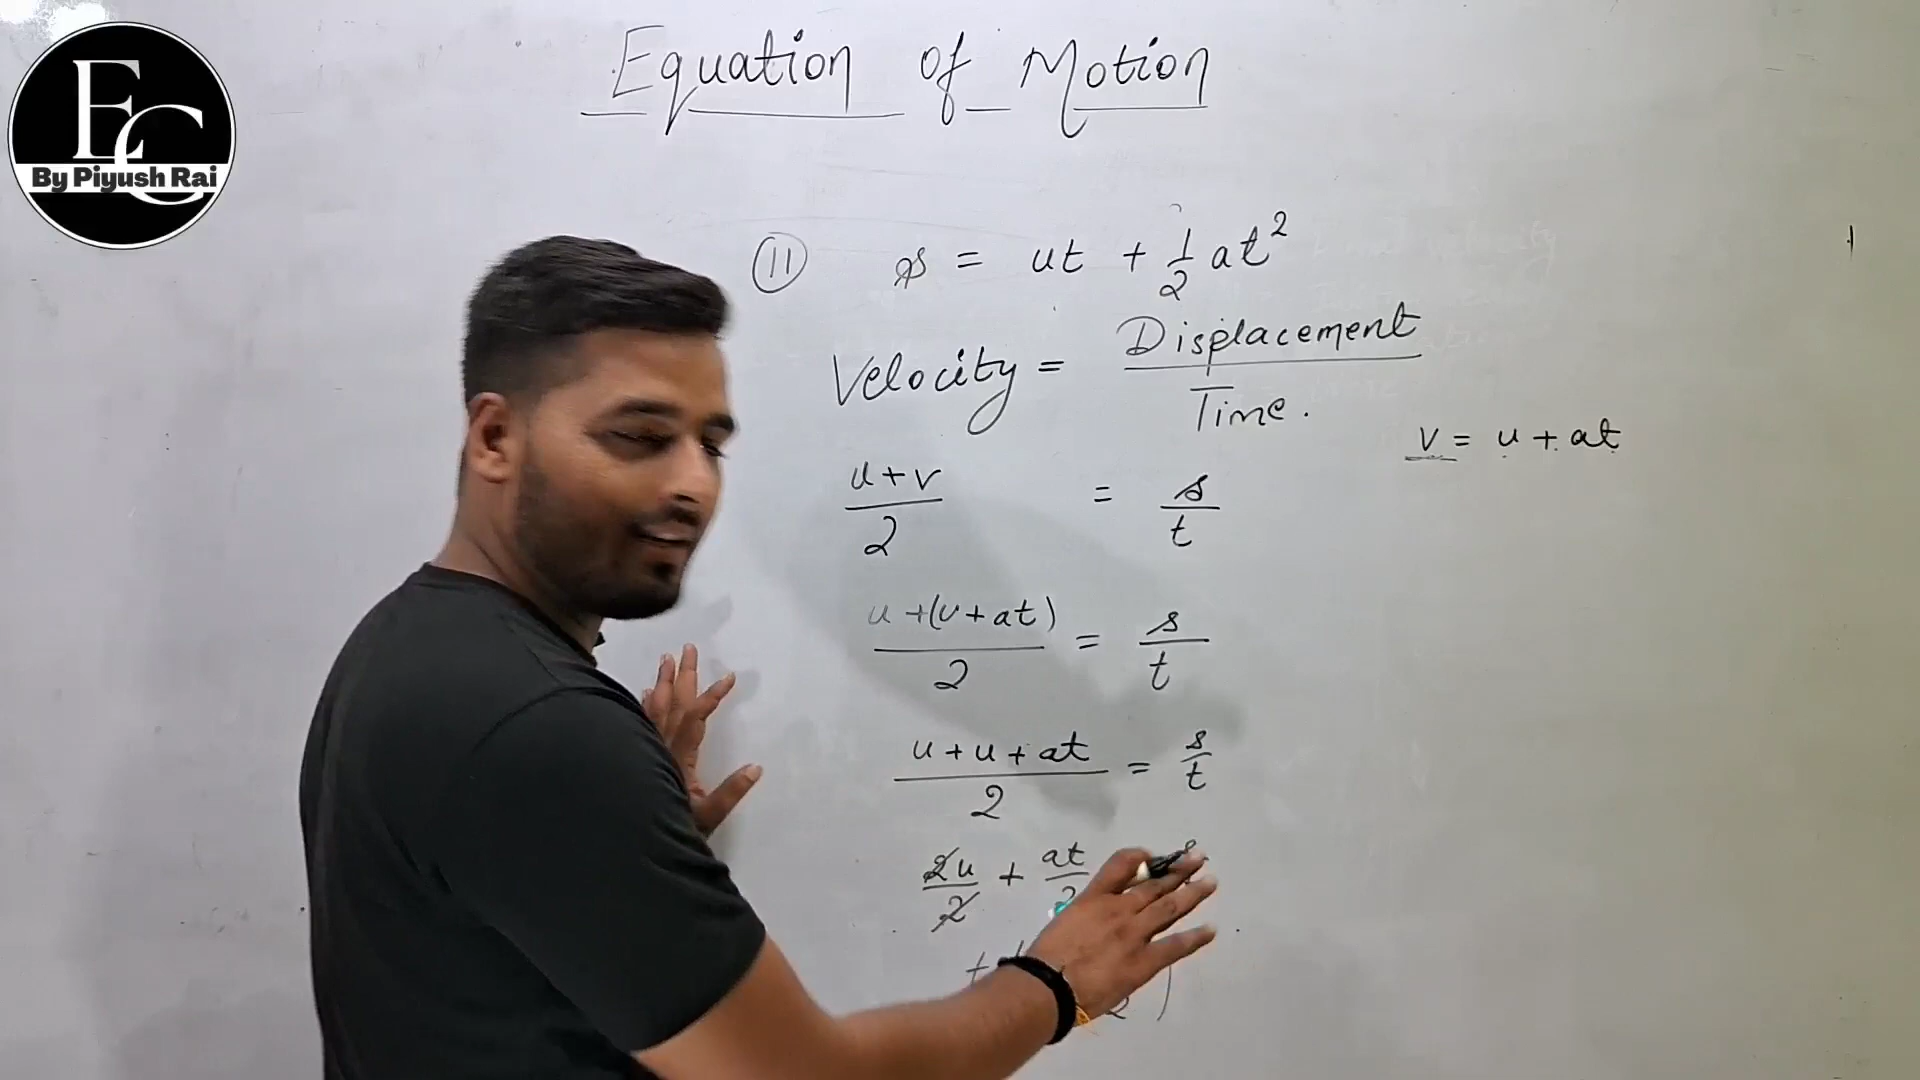 EC
By Piyush Rai
Equation of Motion
(11) s = ut + 1/2 at²
Velocity = Displacement / Time.
v = u + at
(u + v) / 2 = s / t
u + (u + at) / 2 = s / t
u + u + at / 2 = s / t
2u / 2 + at / 2 s